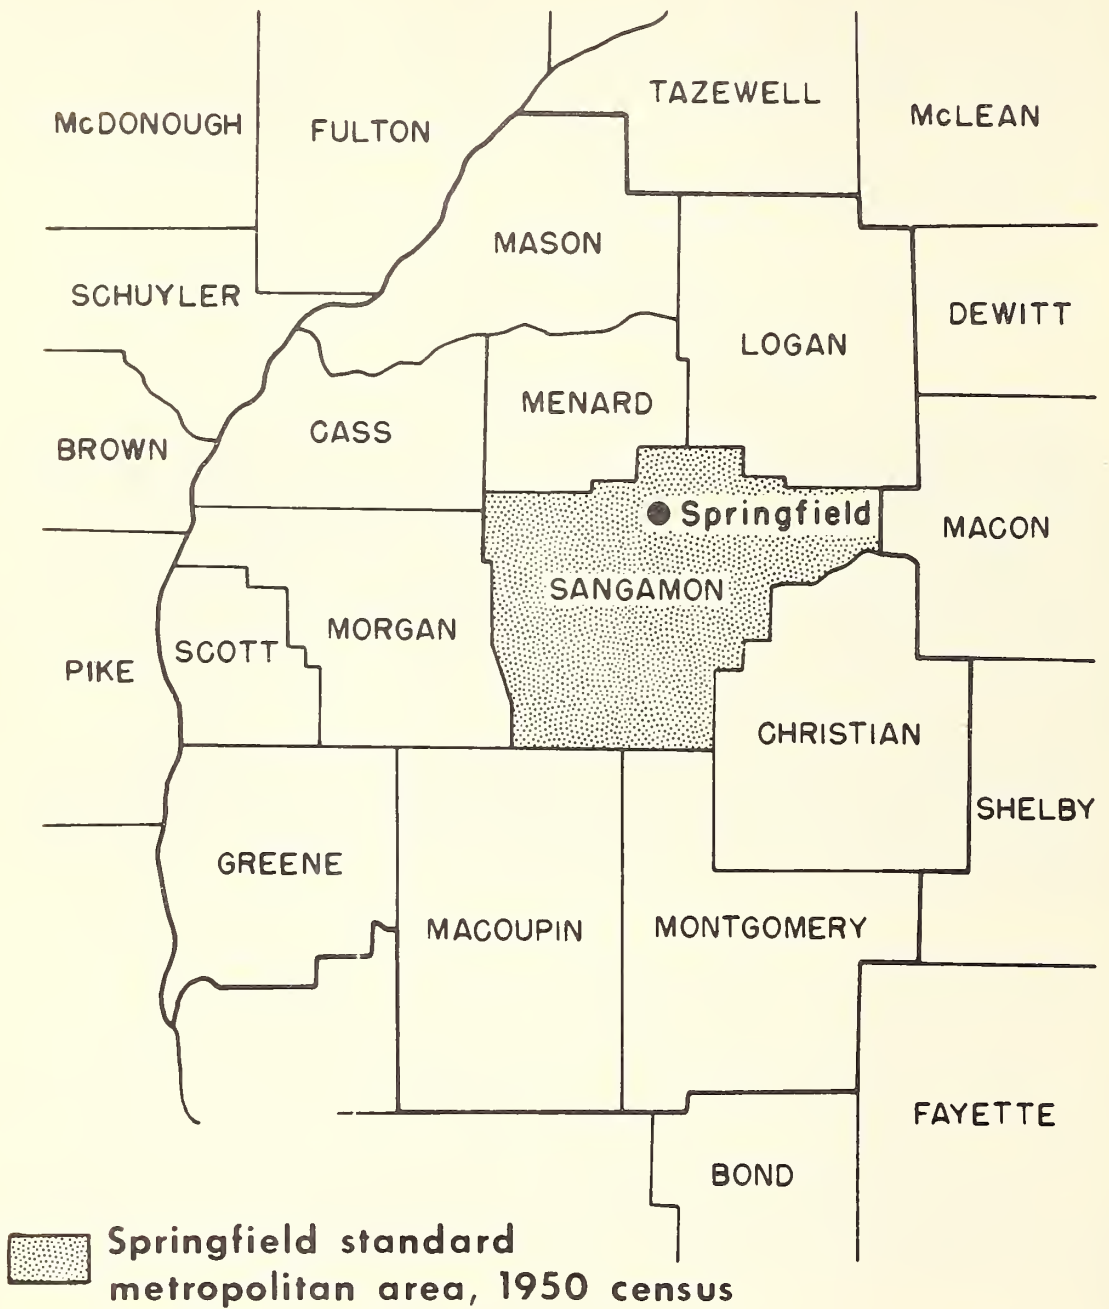 TAZEWELL
McLEAN
McDONOUGH
FULTON
MASON
SCHUYLER
DEWITT
LOGAN
MENARD
CASS
BROWN
Springfield
MACON
SANGAMON
MORGAN
SCOTT
PIKE
CHRISTIAN
SHELBY
GREENE
MACOUPIN
MONTGOMERY
FAYETTE
BOND
Springfield standard
metropolitan area, 1950 census